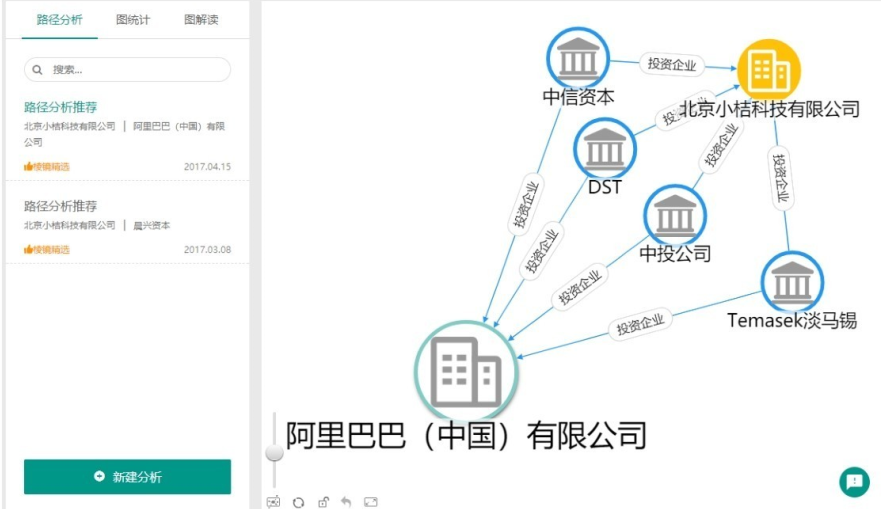 路径分析 图统计 图解读
搜索...
路径分析推荐
北京小桔科技有限公司 | 阿里巴巴（中国）有限
公司
棱镜精选 2017.04.15
路径分析推荐
北京小桔科技有限公司 | 晨兴资本
棱镜精选 2017.03.08
新建分析
中信资本
投资企业
北京小桔科技有限公司
投资企业
DST
投资企业
投资企业
投资企业
投资企业
中投公司
投资企业
Temasek淡马锡
投资企业
阿里巴巴（中国）有限公司